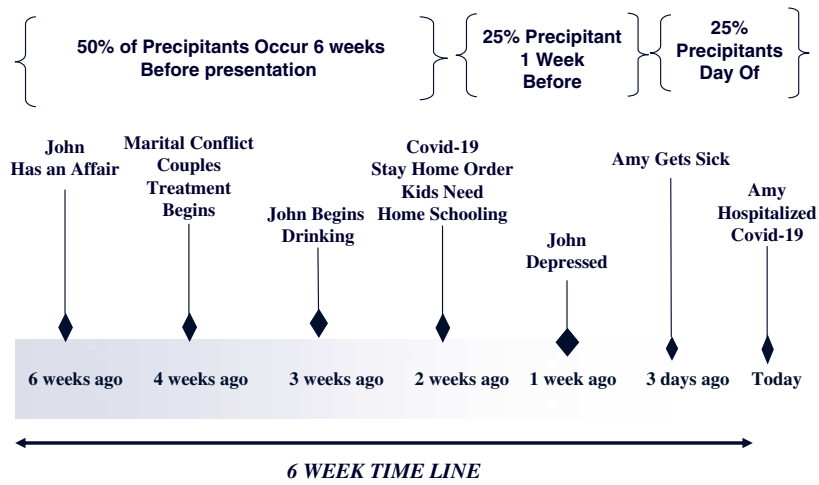 50% of Precipitants Occur 6 weeks
Before presentation
25% Precipitant
1 Week
Before
25%
Precipitants
Day Of
John
Has an Affair
Marital Conflict
Couples
Treatment
Begins
John Begins
Drinking
Covid-19
Stay Home Order
Kids Need
Home Schooling
John
Depressed
Amy Gets Sick
Amy
Hospitalized
Covid-19
6 weeks ago
4 weeks ago
3 weeks ago
2 weeks ago
1 week ago
3 days ago
Today
6 WEEK TIME LINE